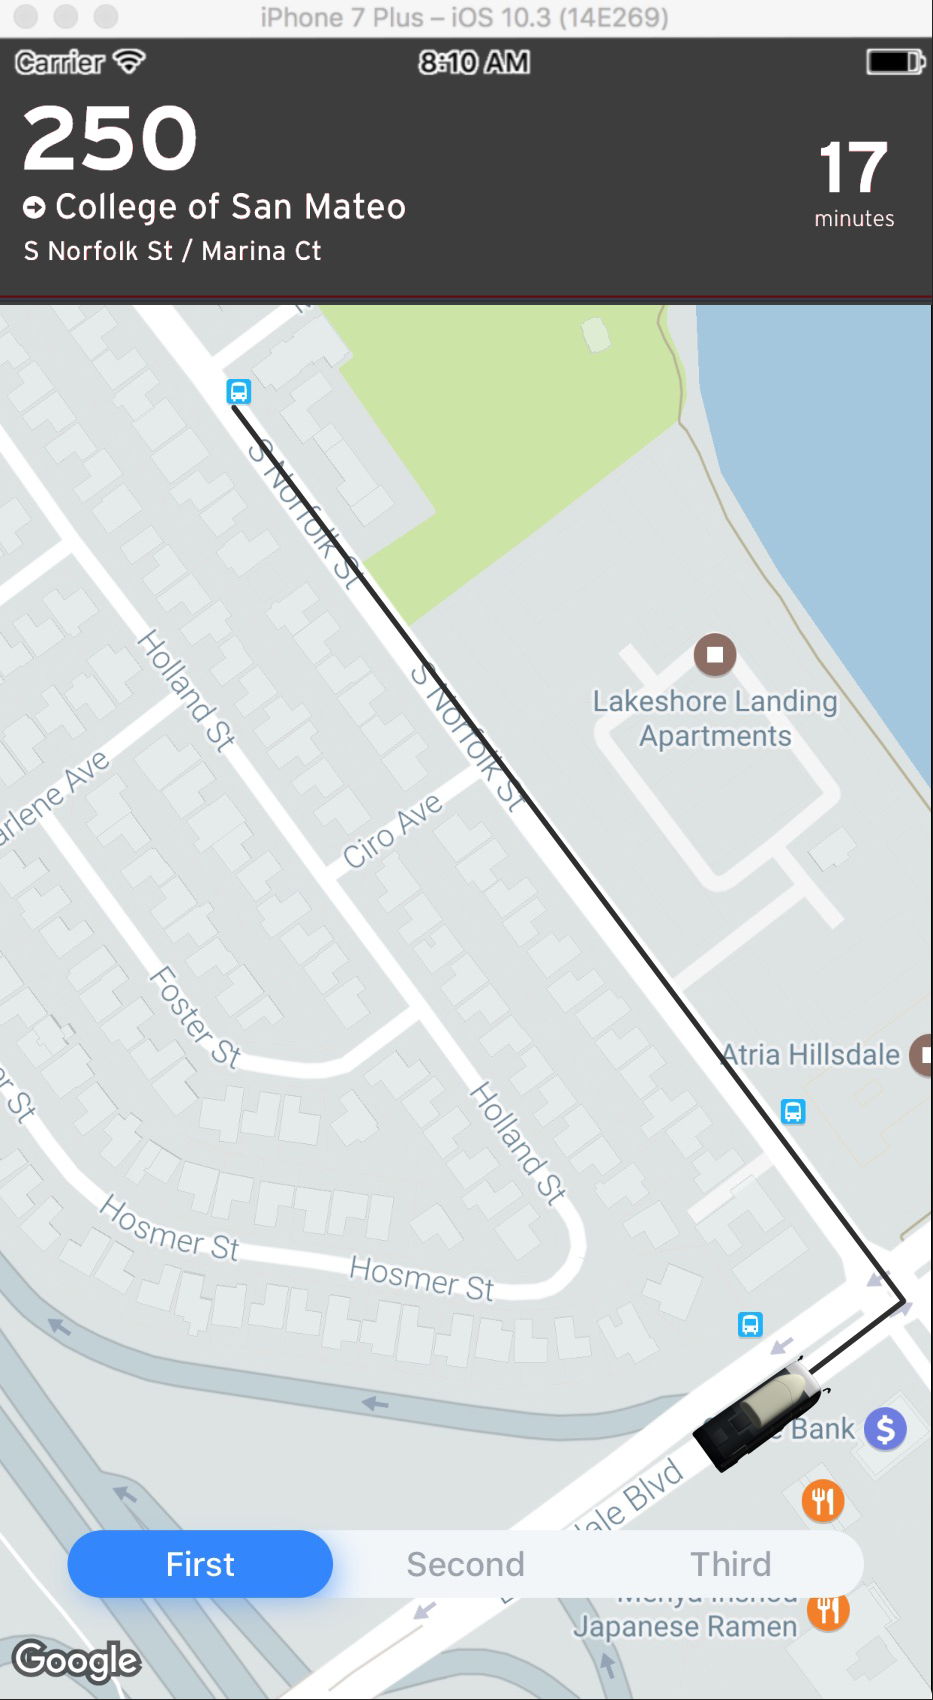 iPhone 7 Plus – iOS 10.3 (14E269)
Carrier
8:10 AM
250
College of San Mateo
S Norfolk St / Marina Ct
17
minutes
S Norfolk St
Holland St
S Norfolk St
Lakeshore Landing
Apartments
Ciro Ave
Foster St
Atria Hillsdale
Holland St
Hosmer St
Hosmer St
Bank
$
Blvd
First
Second
Third
Japanese Ramen
Google